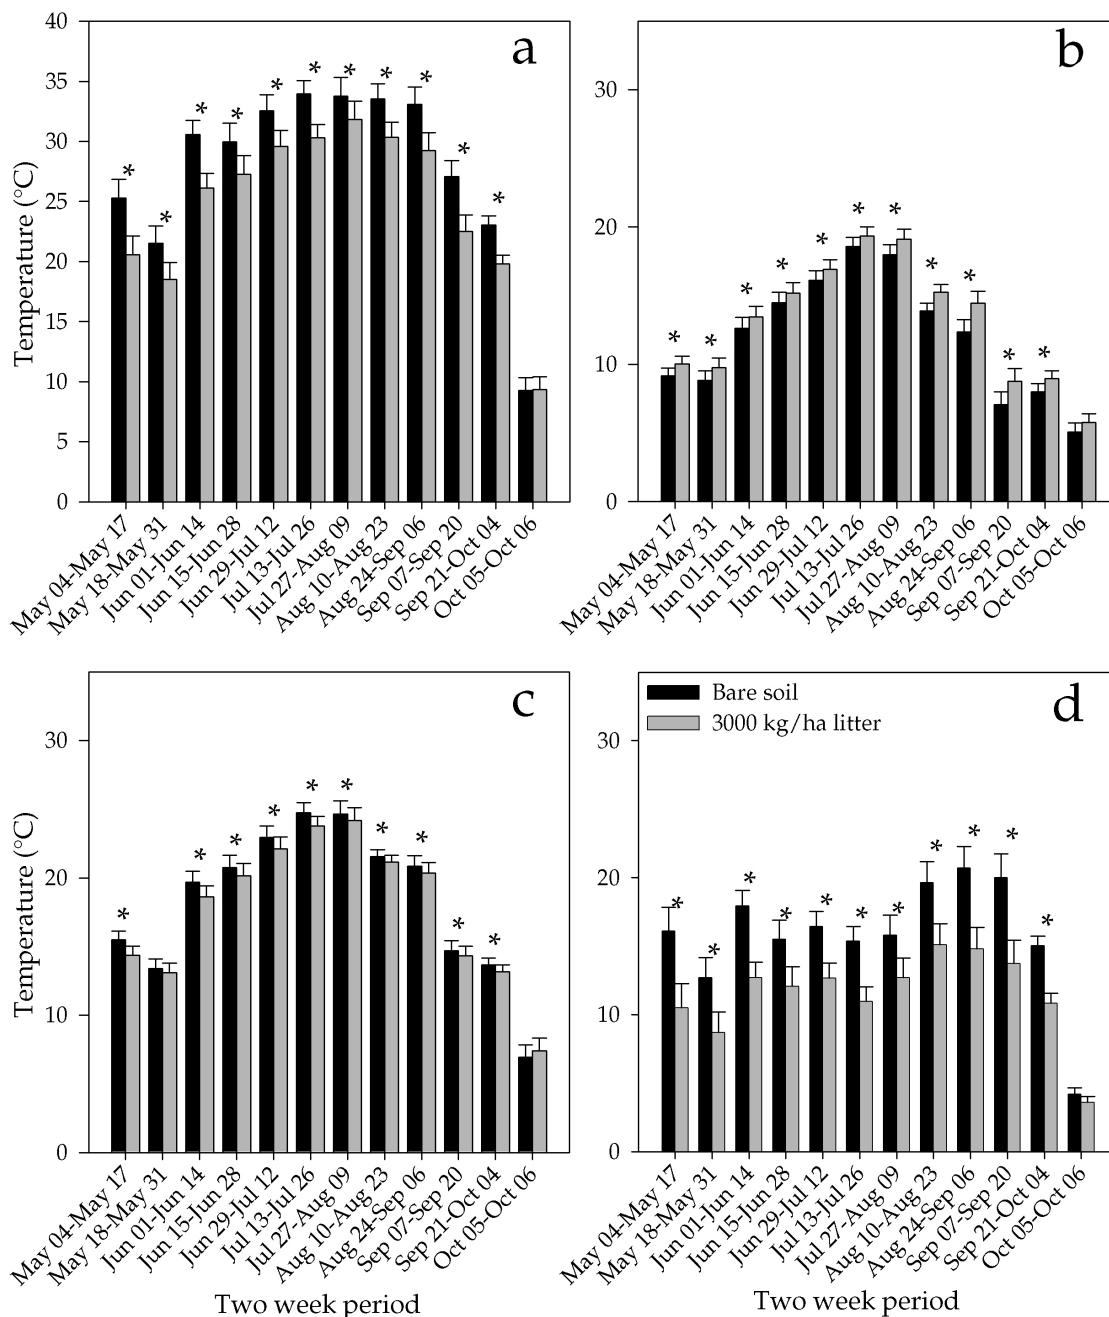 a
40
35
30
25
20
15
10
5
0
Temperature (°C)
* * * * * * * * * * *
May 04-May 17
May 18-May 31
Jun 01-Jun 14
Jun 15-Jun 28
Jun 29-Jul 12
Jul 13-Jul 26
Jul 27-Aug 09
Aug 10-Aug 23
Aug 24-Sep 06
Sep 07-Sep 20
Sep 21-Oct 04
Oct 05-Oct 06
b
30
20
10
0
* * * * * * * * * * *
May 04-May 17
May 18-May 31
Jun 01-Jun 14
Jun 15-Jun 28
Jun 29-Jul 12
Jul 13-Jul 26
Jul 27-Aug 09
Aug 10-Aug 23
Aug 24-Sep 06
Sep 07-Sep 20
Sep 21-Oct 04
Oct 05-Oct 06
c
30
20
10
0
Temperature (°C)
* * * * * * * * * *
May 04-May 17
May 18-May 31
Jun 01-Jun 14
Jun 15-Jun 28
Jun 29-Jul 12
Jul 13-Jul 26
Jul 27-Aug 09
Aug 10-Aug 23
Aug 24-Sep 06
Sep 07-Sep 20
Sep 21-Oct 04
Oct 05-Oct 06
Two week period
d
Bare soil
3000 kg/ha litter
30
20
10
0
* * * * * * * * * * *
May 04-May 17
May 18-May 31
Jun 01-Jun 14
Jun 15-Jun 28
Jun 29-Jul 12
Jul 13-Jul 26
Jul 27-Aug 09
Aug 10-Aug 23
Aug 24-Sep 06
Sep 07-Sep 20
Sep 21-Oct 04
Oct 05-Oct 06
Two week period